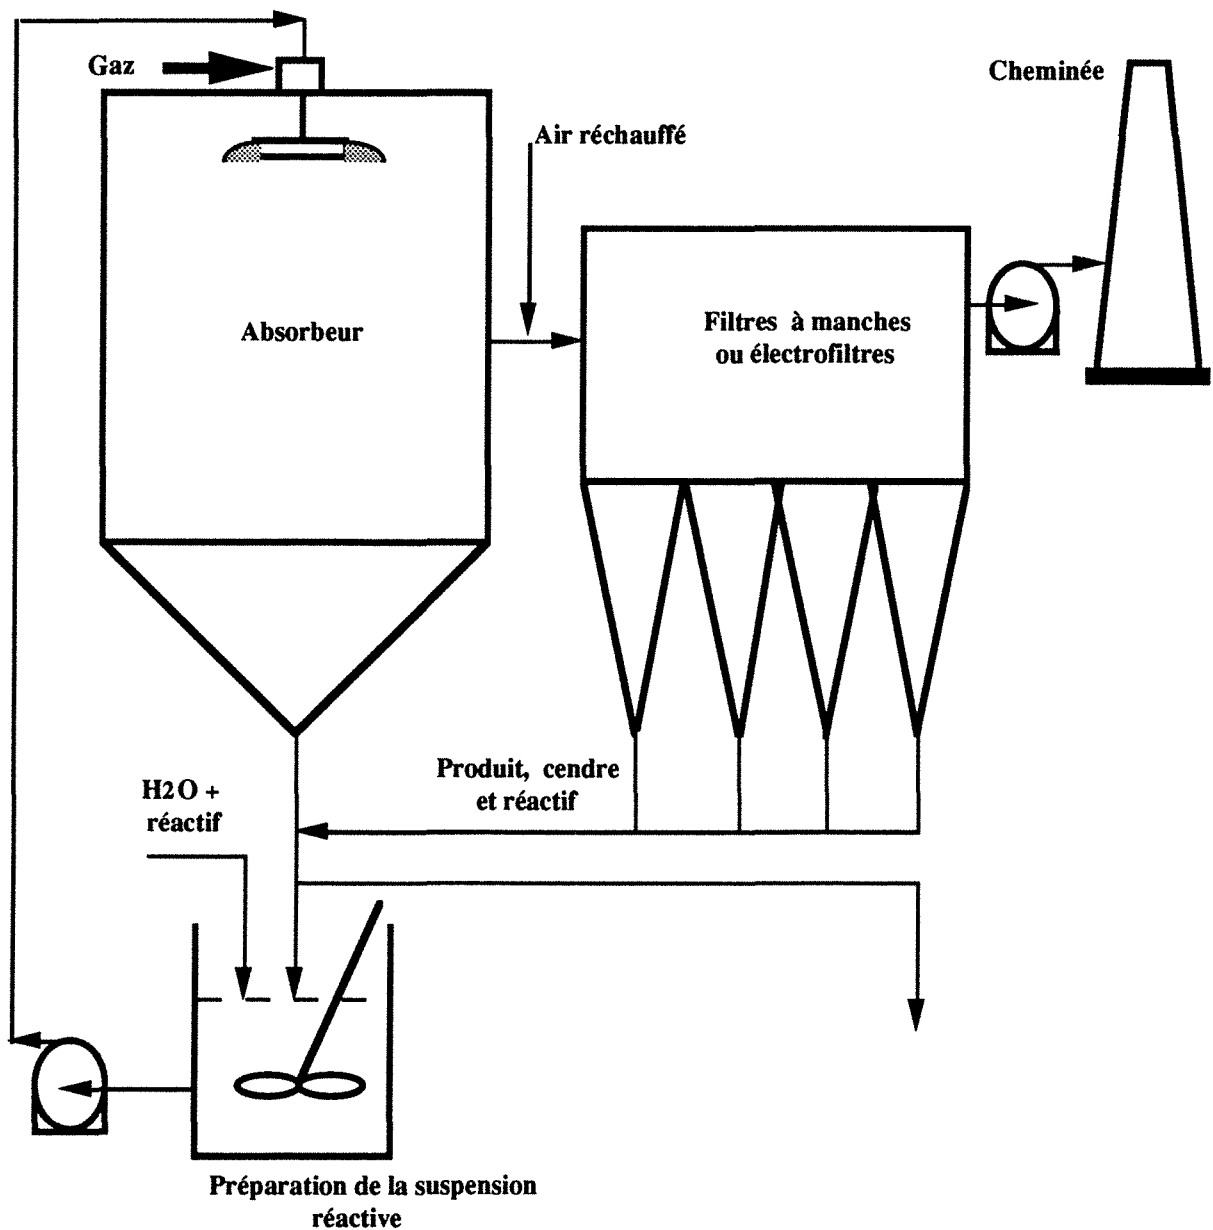 Gaz
Cheminée
Air réchauffé
Absorbeur
Filtres à manches
ou électrofiltres
Produit, cendre
et réactif
H2O +
réactif
Préparation de la suspension
réactive